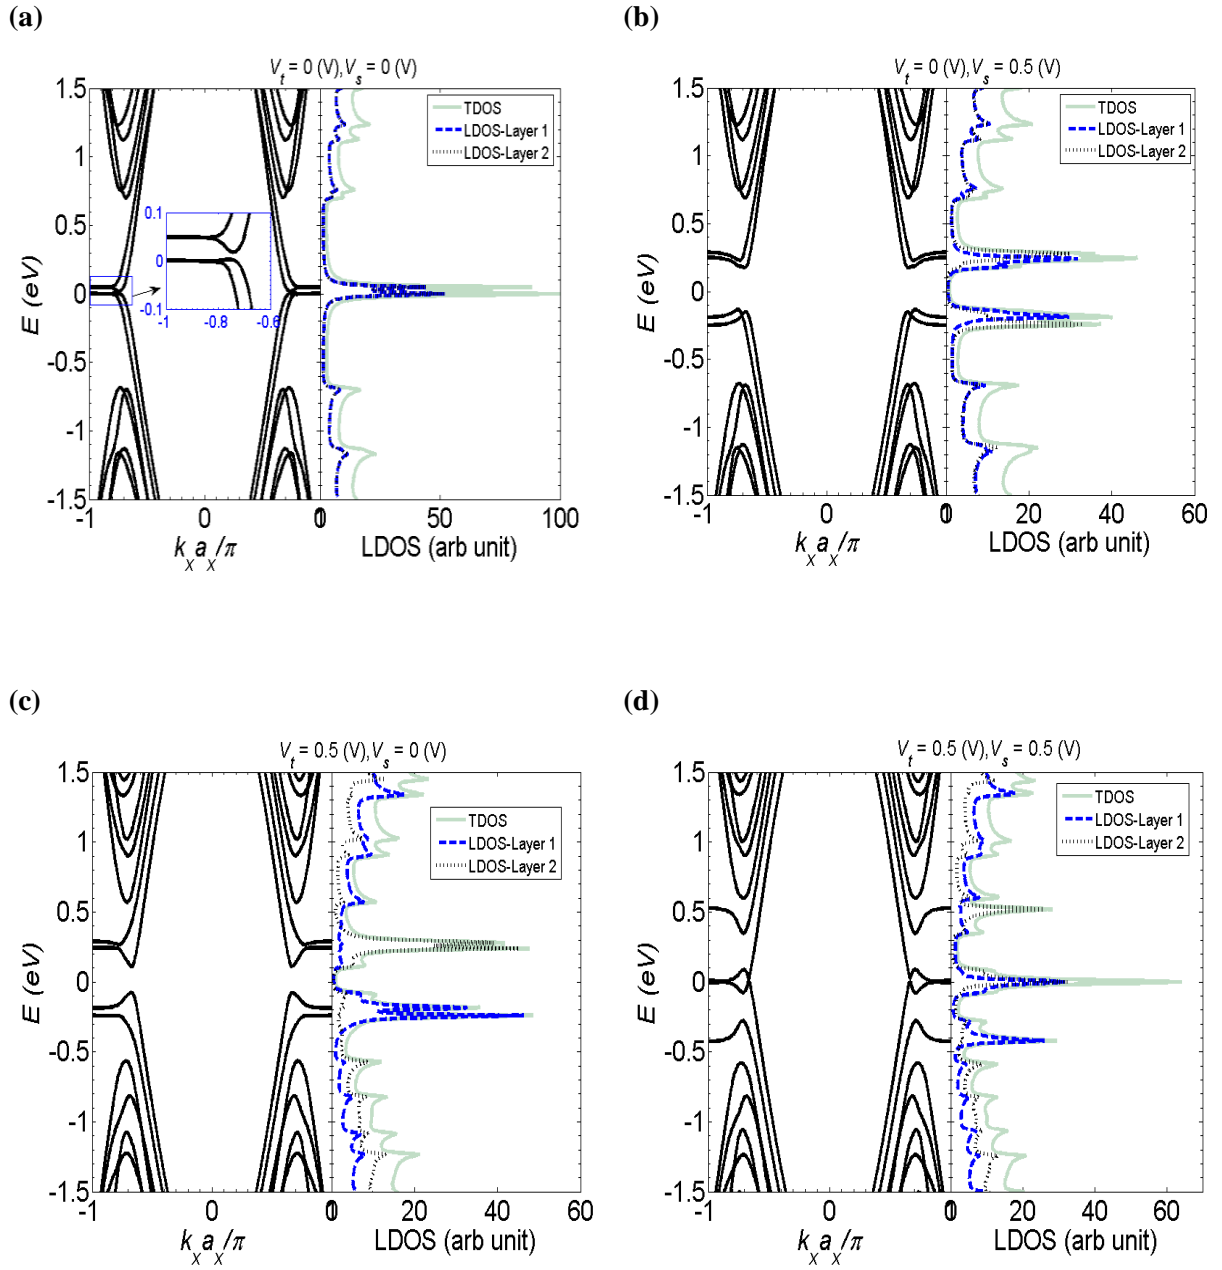 (a)
V_t = 0 (V), V_s = 0 (V)
1.5
1
0.5
0
-0.5
-1
-1.5
E (eV)
TDOS
LDOS-Layer 1
LDOS-Layer 2
0.1
0
-0.1
-1 -0.8 -0.6
-1 0 1
0 50 100
k_x a_x/π
LDOS (arb unit)
(b)
V_t = 0 (V), V_s = 0.5 (V)
1.5
1
0.5
0
-0.5
-1
-1.5
E (eV)
TDOS
LDOS-Layer 1
LDOS-Layer 2
-1 0 1
0 20 40 60
k_x a_x/π
LDOS (arb unit)
(c)
V_t = 0.5 (V), V_s = 0 (V)
1.5
1
0.5
0
-0.5
-1
-1.5
E (eV)
TDOS
LDOS-Layer 1
LDOS-Layer 2
-1 0 1
0 20 40 60
k_x a_x/π
LDOS (arb unit)
(d)
V_t = 0.5 (V), V_s = 0.5 (V)
1.5
1
0.5
0
-0.5
-1
-1.5
E (eV)
TDOS
LDOS-Layer 1
LDOS-Layer 2
-1 0 1
0 20 40 60
k_x a_x/π
LDOS (arb unit)